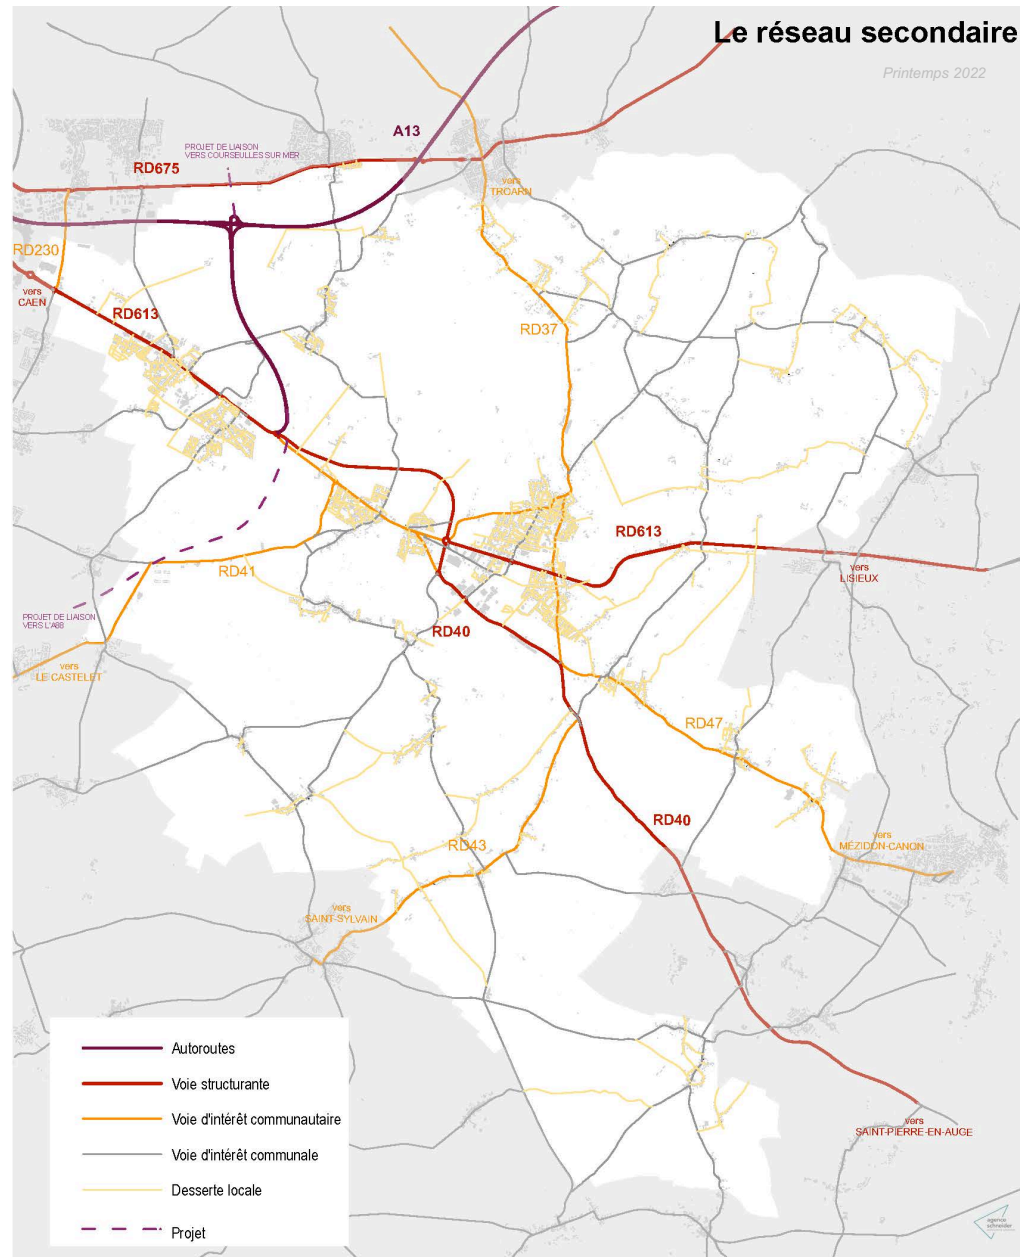 Le réseau secondaire
Printemps 2022
A13
PROJET DE LIAISON
VERS COURSEULLES SUR MER
RD675
vers
TROARN
RD230
vers
CAEN
RD613
RD37
RD613
RD41
vers
LISIEUX
PROJET DE LIAISON
VERS L'A88
RD40
vers
LE CASTELET
RD47
RD40
RD43
vers
MÉZIDON-CANON
vers
SAINT-SYLVAIN
vers
SAINT-PIERRE-EN-AUGE
Autoroutes
Voie structurante
Voie d'intérêt communautaire
Voie d'intérêt communale
Desserte locale
Projet
agence
schneider